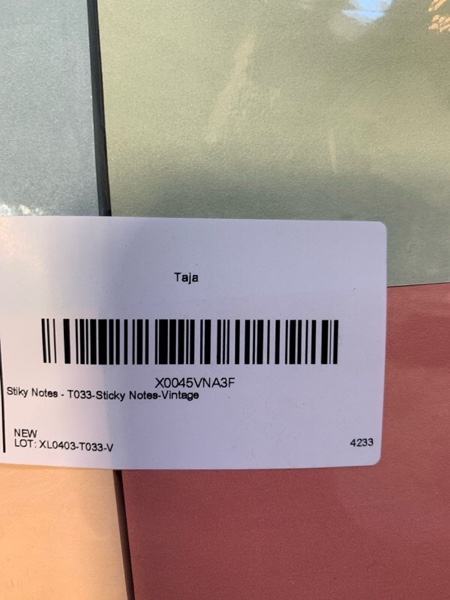 Taja
X0045VNA3F
Stiky Notes - T033-Sticky Notes-Vintage
NEW
LOT: XL0403-T033-V
4233